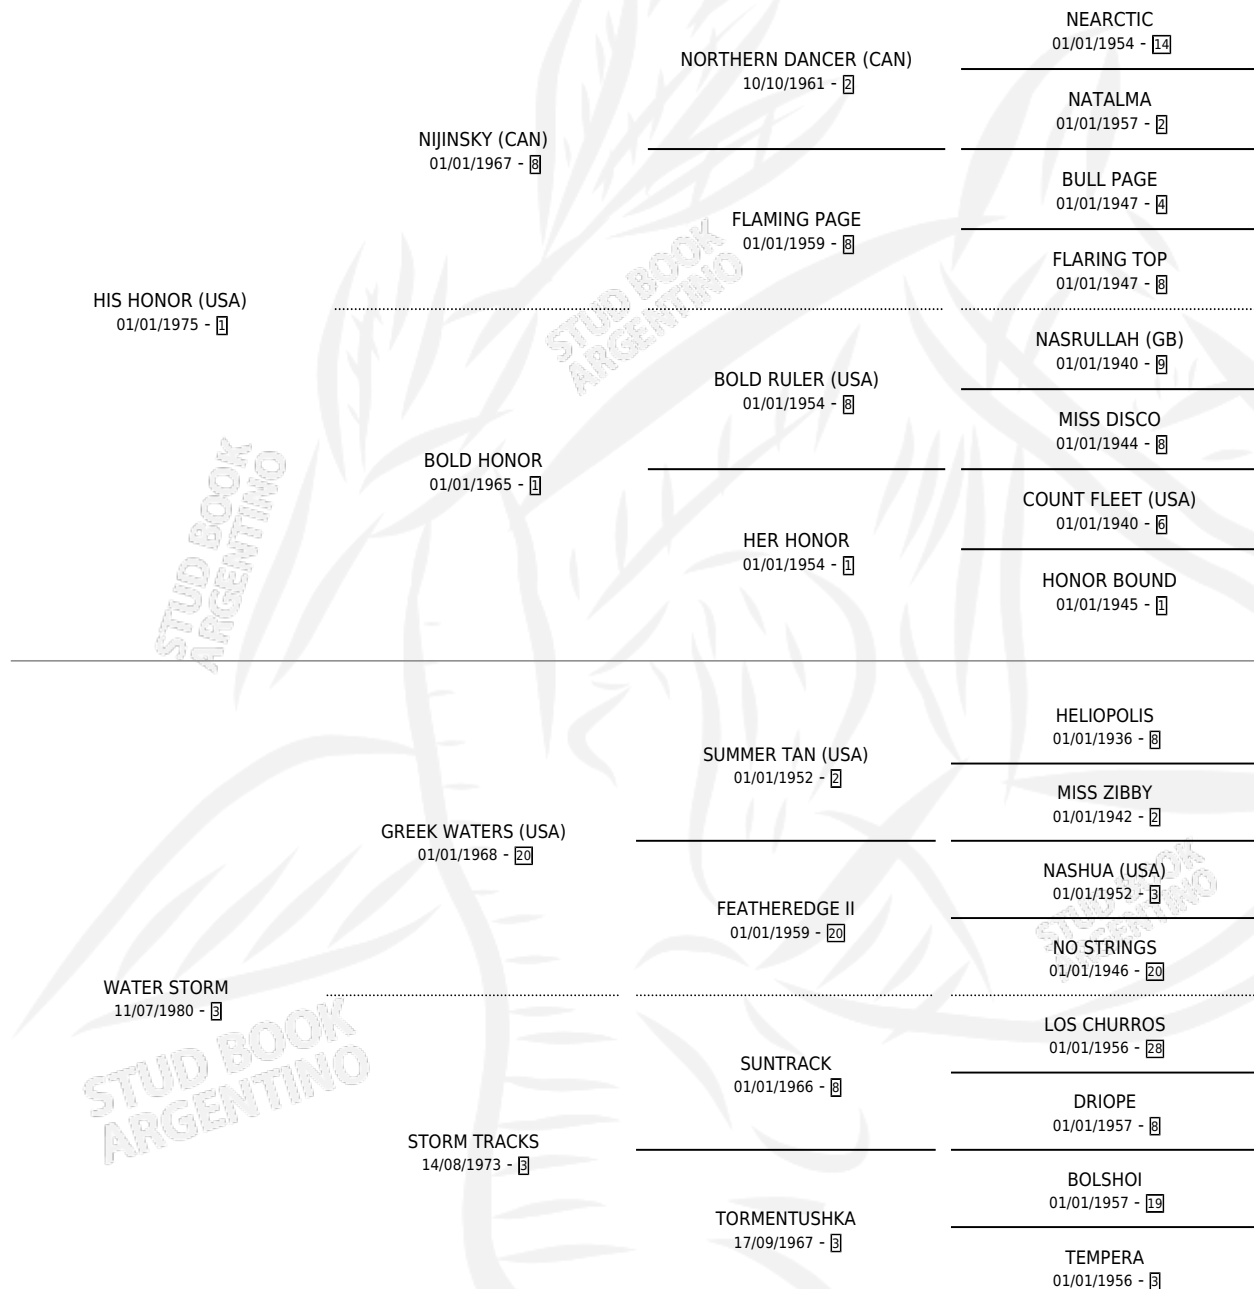 NEARCTIC
01/01/1954 - 14
NORTHERN DANCER (CAN)
10/10/1961 - 2
NATALMA
01/01/1957 - 2
NIJINSKY (CAN)
01/01/1967 - 8
BULL PAGE
01/01/1947 - 4
FLAMING PAGE
01/01/1959 - 8
FLARING TOP
01/01/1947 - 8
HIS HONOR (USA)
01/01/1975 - 1
NASRULLAH (GB)
01/01/1940 - 9
BOLD RULER (USA)
01/01/1954 - 8
MISS DISCO
01/01/1944 - 8
BOLD HONOR
01/01/1965 - 1
COUNT FLEET (USA)
01/01/1940 - 6
HER HONOR
01/01/1954 - 1
HONOR BOUND
01/01/1945 - 1
HELIOPOLIS
01/01/1936 - 8
SUMMER TAN (USA)
01/01/1952 - 2
MISS ZIBBY
01/01/1942 - 2
GREEK WATERS (USA)
01/01/1968 - 20
NASHUA (USA)
01/01/1952 - 3
FEATHEREDGE II
01/01/1959 - 20
NO STRINGS
01/01/1946 - 20
WATER STORM
11/07/1980 - 3
LOS CHURROS
01/01/1956 - 28
SUNTRACK
01/01/1966 - 8
DRIOPE
01/01/1957 - 8
STORM TRACKS
14/08/1973 - 3
BOLSHOI
01/01/1957 - 19
TORMENTUSHKA
17/09/1967 - 3
TEMPERA
01/01/1956 - 3
STUD BOOK
ARGENTINO
STUD BOOK
ARGENTINO
STUD BOOK
ARGENTINO
STUD BOOK
ARGENTINO